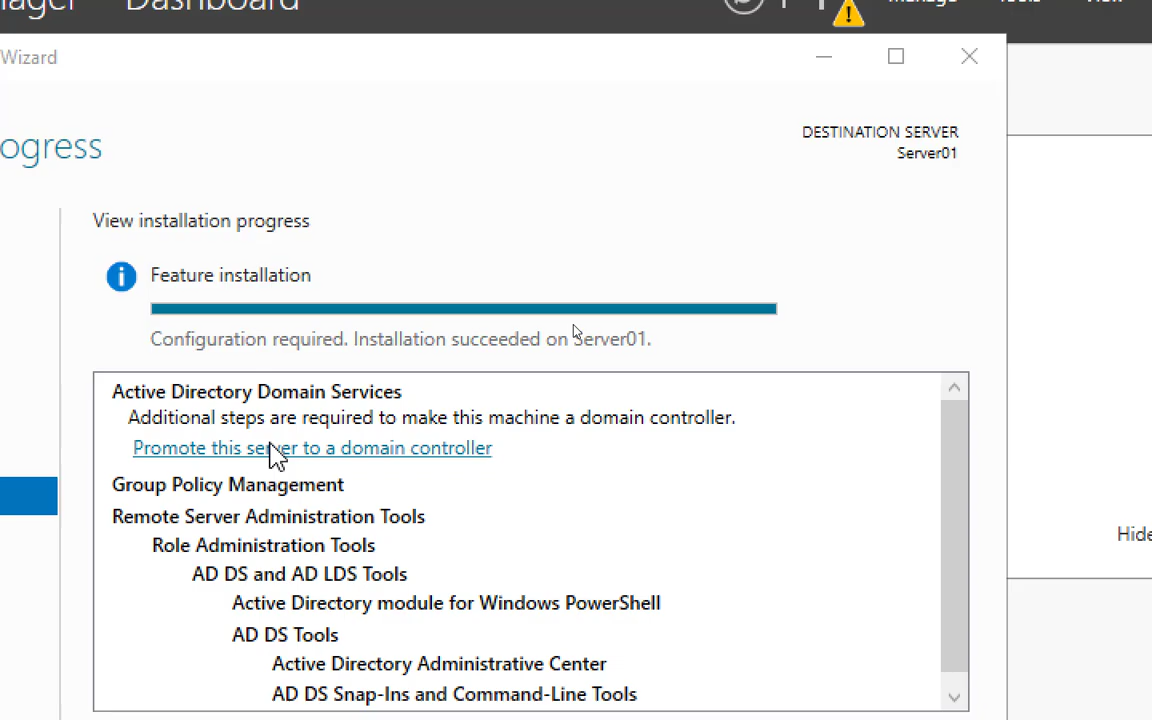 Dashboard
Wizard
ogress
DESTINATION SERVER
Server01
View installation progress
Feature installation
Configuration required. Installation succeeded on Server01.
Active Directory Domain Services
Additional steps are required to make this machine a domain controller.
Promote this server to a domain controller
Group Policy Management
Remote Server Administration Tools
Role Administration Tools
AD DS and AD LDS Tools
Active Directory module for Windows PowerShell
AD DS Tools
Active Directory Administrative Center
AD DS Snap-Ins and Command-Line Tools
Hide